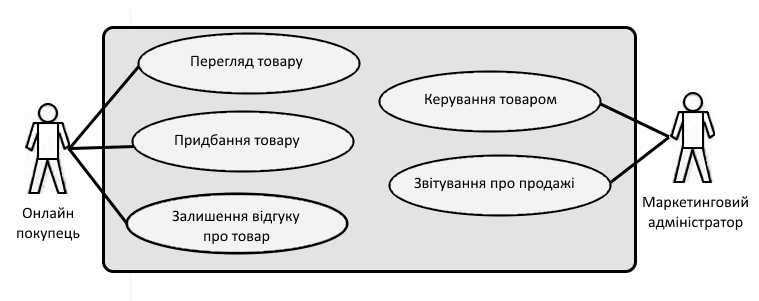 Перегляд товару
Придбання товару
Залишення відгуку
про товар
Керування товаром
Звітування про продажі
Онлайн
покупець
Маркетинговий
адміністратор